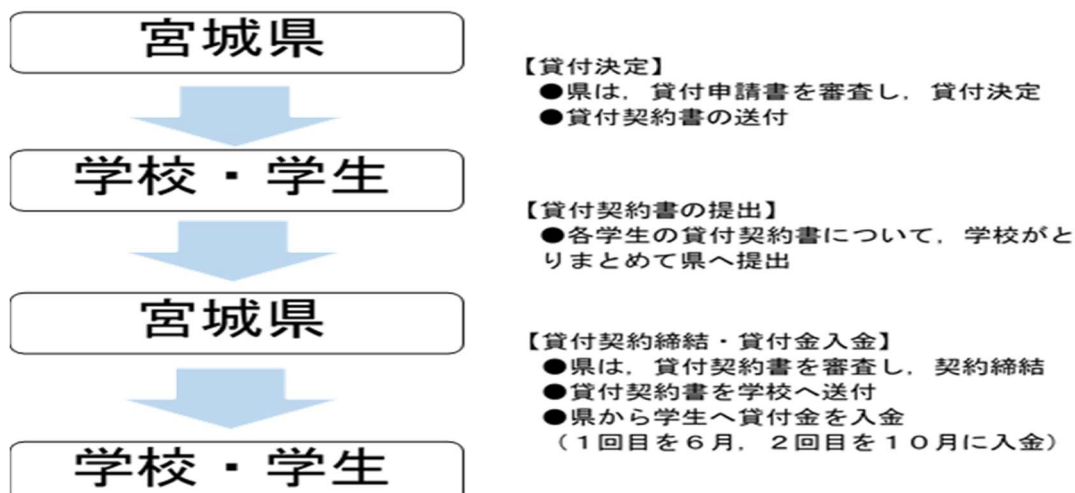 宮城県
【貸付決定】
●県は，貸付申請書を審査し，貸付決定
●貸付契約書の送付
学校・学生
【貸付契約書の提出】
●各学生の貸付契約書について，学校がと
りまとめて県へ提出
宮城県
【貸付契約締結・貸付金入金】
●県は，貸付契約書を審査し，契約締結
●貸付契約書を学校へ送付
●県から学生へ貸付金を入金
（１回目を６月，２回目を１０月に入金）
学校・学生